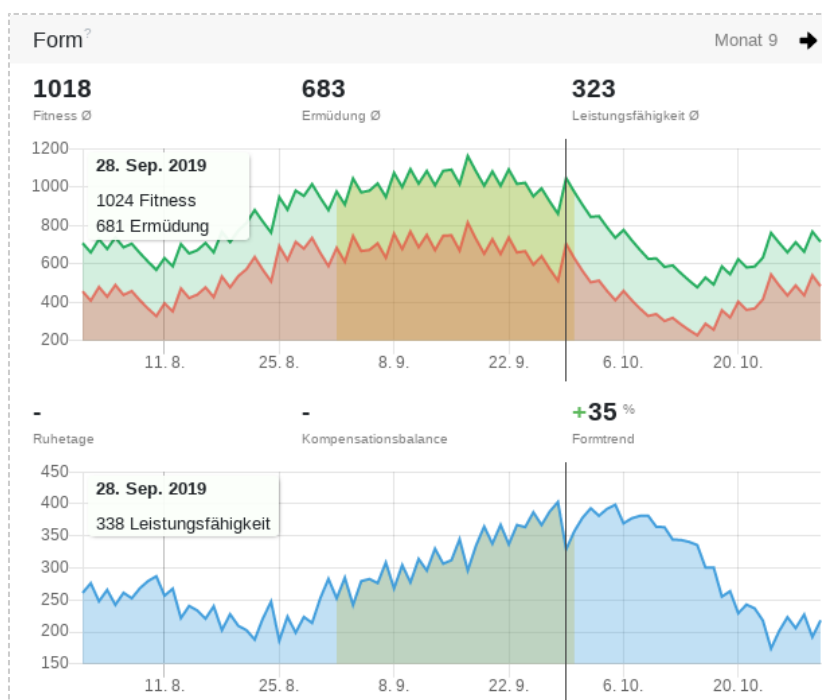 Form?
Monat 9
1018
683
323
Fitness Ø
Ermüdung Ø
Leistungsfähigkeit Ø
1200
1000
800
600
400
200
28. Sep. 2019
1024 Fitness
681 Ermüdung
11. 8.
25. 8.
8. 9.
22. 9.
6. 10.
20. 10.
-
-
+35 %
Ruhetage
Kompensationsbalance
Formtrend
450
400
350
300
250
200
150
28. Sep. 2019
338 Leistungsfähigkeit
11. 8.
25. 8.
8. 9.
22. 9.
6. 10.
20. 10.